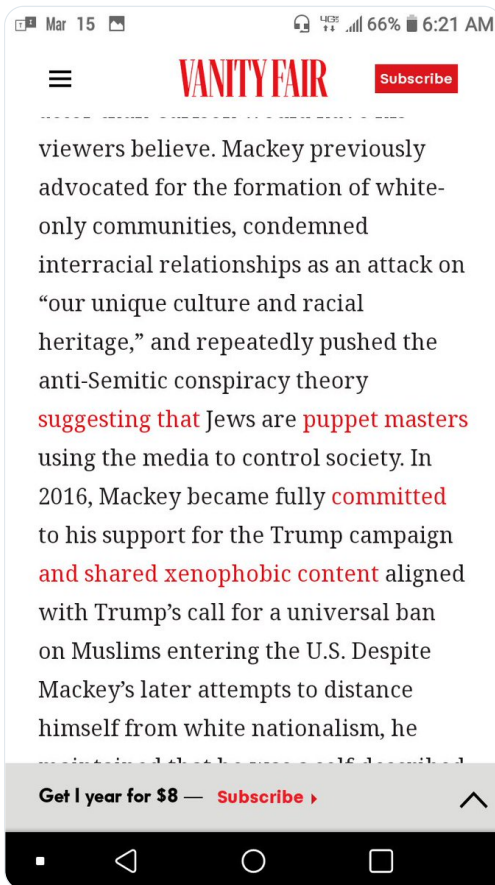 Mar 15 66% 6:21 AM
VANITY FAIR
Subscribe
viewers believe. Mackey previously
advocated for the formation of white-
only communities, condemned
interracial relationships as an attack on
“our unique culture and racial
heritage,” and repeatedly pushed the
anti-Semitic conspiracy theory
suggesting that Jews are puppet masters
using the media to control society. In
2016, Mackey became fully committed
to his support for the Trump campaign
and shared xenophobic content aligned
with Trump’s call for a universal ban
on Muslims entering the U.S. Despite
Mackey’s later attempts to distance
himself from white nationalism, he
Get 1 year for $8 — Subscribe